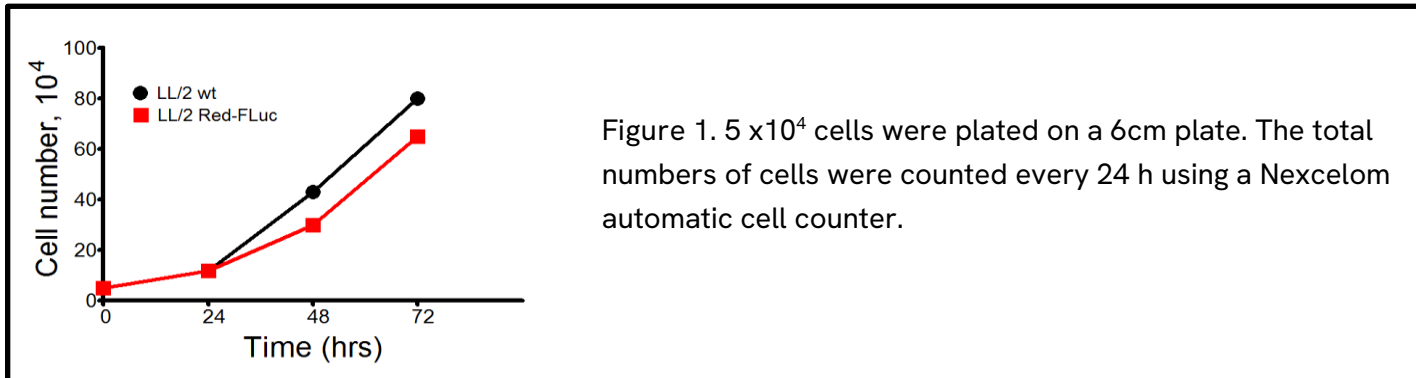 100
80
60
40
20
0
Cell number, 10⁴
LL/2 wt
LL/2 Red-FLuc
0 24 48 72
Time (hrs)
Figure 1. 5 x10⁴ cells were plated on a 6cm plate. The total
numbers of cells were counted every 24 h using a Nexcelom
automatic cell counter.